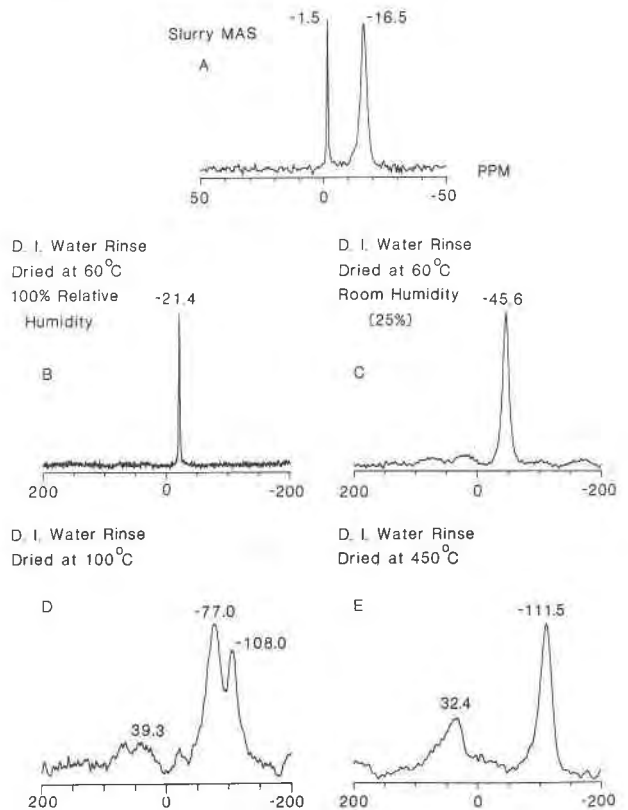 Slurry MAS
A
-1.5
-16.5
50
0
-50
PPM
D. I. Water Rinse
Dried at 60°C
100% Relative
Humidity
B
-21.4
200
0
-200
D. I. Water Rinse
Dried at 60°C
Room Humidity
(25%)
C
-45.6
200
0
-200
D. I. Water Rinse
Dried at 100°C
D
-77.0
-108.0
39.3
200
0
-200
D. I. Water Rinse
Dried at 450°C
E
-111.5
32.4
200
0
-200